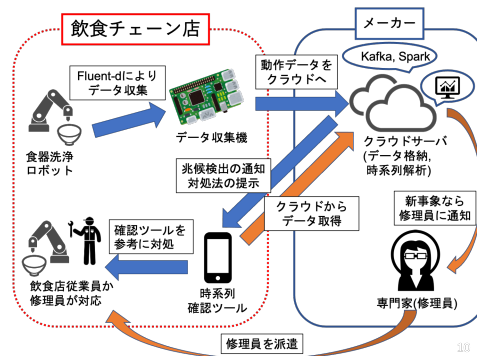 飲食チェーン店
メーカー
Fluent-dにより
データ収集
動作データを
クラウドへ
Kafka, Spark
食器洗浄
ロボット
データ収集機
クラウドサーバ
(データ格納,
時系列解析)
兆候検出の通知
対処法の提示
クラウドから
データ取得
新事象なら
修理員に通知
確認ツールを
参考に対処
飲食店従業員か
修理員が対応
時系列
確認ツール
専門家(修理員)
修理員を派遣
10